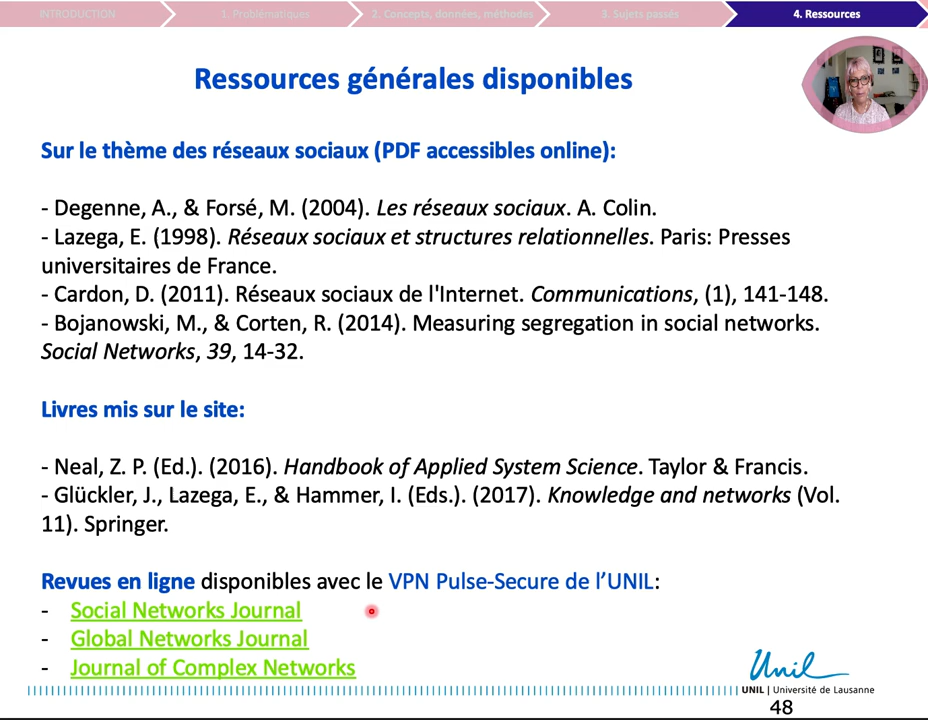 INTRODUCTION
1. Problématiques
2. Concepts, données, méthodes
3. Sujets passés
4. Ressources
Ressources générales disponibles
Sur le thème des réseaux sociaux (PDF accessibles online):
- Degenne, A., & Forsé, M. (2004). Les réseaux sociaux. A. Colin.
- Lazega, E. (1998). Réseaux sociaux et structures relationnelles. Paris: Presses
universitaires de France.
- Cardon, D. (2011). Réseaux sociaux de l'Internet. Communications, (1), 141-148.
- Bojanowski, M., & Corten, R. (2014). Measuring segregation in social networks.
Social Networks, 39, 14-32.
Livres mis sur le site:
- Neal, Z. P. (Ed.). (2016). Handbook of Applied System Science. Taylor & Francis.
- Glückler, J., Lazega, E., & Hammer, I. (Eds.). (2017). Knowledge and networks (Vol.
11). Springer.
Revues en ligne disponibles avec le VPN Pulse-Secure de l’UNIL:
- Social Networks Journal
- Global Networks Journal
- Journal of Complex Networks
Unil
UNIL | Université de Lausanne
48